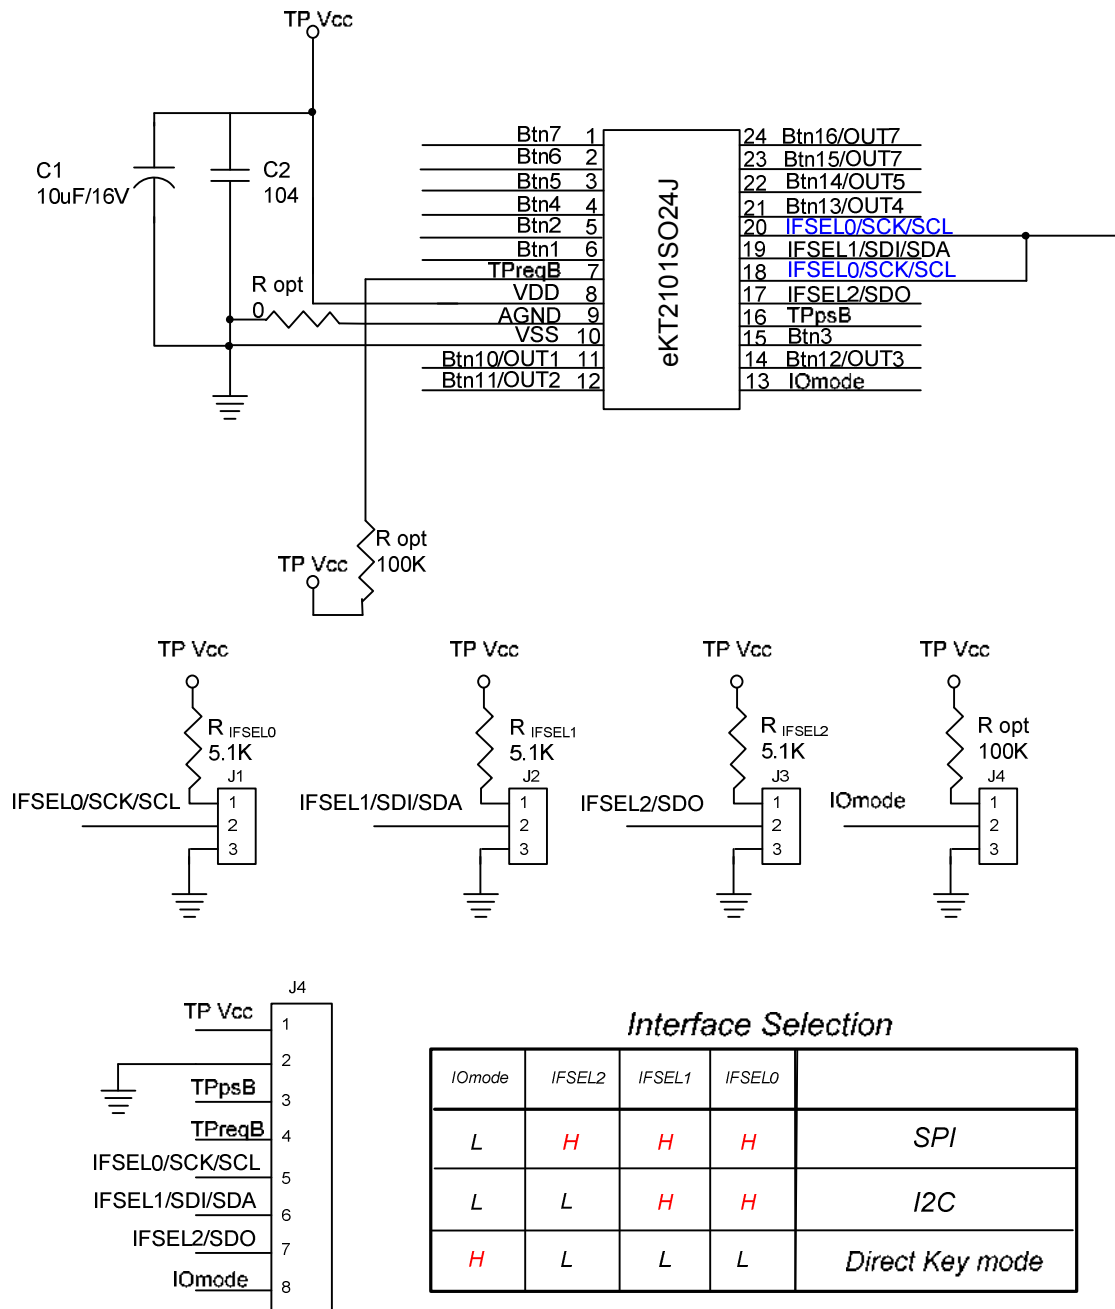 TP Vcc
C1
10uF/16V
C2
104
R opt
0
Btn7 1
Btn6 2
Btn5 3
Btn4 4
Btn2 5
Btn1 6
TPreqB 7
VDD 8
AGND 9
VSS 10
Btn10/OUT1 11
Btn11/OUT2 12
eKT2101SO24J
24 Btn16/OUT7
23 Btn15/OUT7
22 Btn14/OUT5
21 Btn13/OUT4
20 IFSEL0/SCK/SCL
19 IFSEL1/SDI/SDA
18 IFSEL0/SCK/SCL
17 IFSEL2/SDO
16 TPpsB
15 Btn3
14 Btn12/OUT3
13 IOmode
R opt
100K
TP Vcc
TP Vcc
R IFSEL0
5.1K
J1
IFSEL0/SCK/SCL
1
2
3
TP Vcc
R IFSEL1
5.1K
J2
IFSEL1/SDI/SDA
1
2
3
TP Vcc
R IFSEL2
5.1K
J3
IFSEL2/SDO
1
2
3
TP Vcc
R opt
100K
J4
IOmode
1
2
3
J4
TP Vcc 1
2
TPpsB 3
TPreqB 4
IFSEL0/SCK/SCL 5
IFSEL1/SDI/SDA 6
IFSEL2/SDO 7
IOmode 8
Interface Selection
IOmode IFSEL2 IFSEL1 IFSEL0
L H H H SPI
L L H H I2C
H L L L Direct Key mode